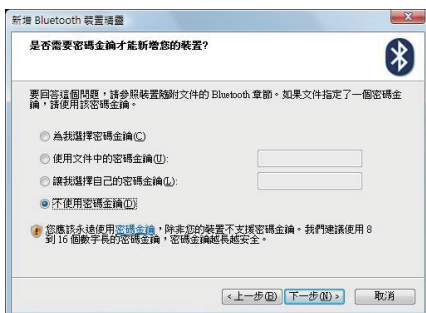 新增 Bluetooth 裝置精靈
是否需要密碼金鑰才能新增您的裝置?
要回答這個問題，請參照裝置隨附文件的 Bluetooth 章節。如果文件指定了一個密碼金
鑰，請使用該密碼金鑰。
為我選擇密碼金鑰(C)
使用文件中的密碼金鑰(U):
讓我選擇自己的密碼金鑰(L):
不使用密碼金鑰(D)
您應該永遠使用密碼金鑰，除非您的裝置不支援密碼金鑰。我們建議使用 8
到 16 個數字長的密碼金鑰，密碼金鑰越長越安全。
<上一步(B) 下一步(N)> 取消